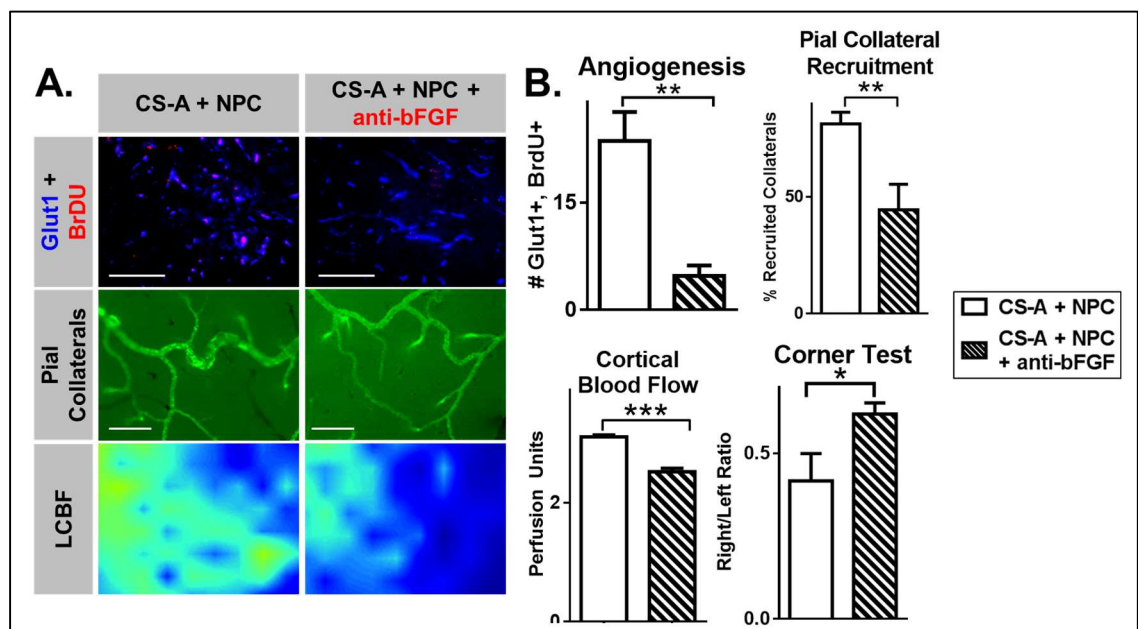 A.
CS-A + NPC
CS-A + NPC +
anti-bFGF
Glut1 +
BrDU
Pial
Collaterals
LCBF
B.
Angiogenesis
**
# Glut1+, BrdU+
15
0
Pial Collateral
Recruitment
**
% Recruited Collaterals
50
0
Cortical
Blood Flow
***
Perfusion Units
2
0
Corner Test
*
Right/Left Ratio
0.5
0.0
CS-A + NPC
CS-A + NPC
+ anti-bFGF